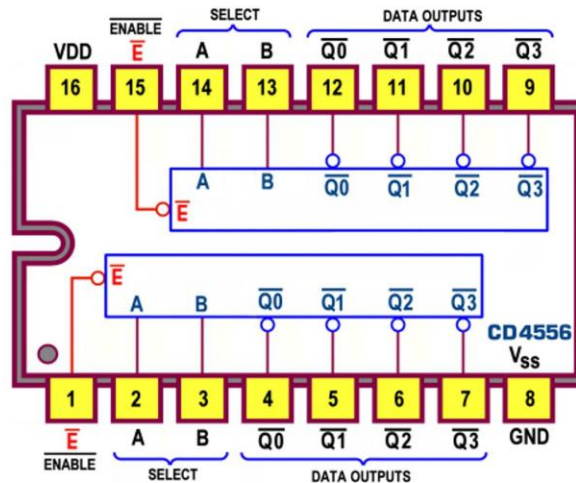 SELECT DATA OUTPUTS
ENABLE
VDD E A B Q0 Q1 Q2 Q3
16 15 14 13 12 11 10 9
A B Q0 Q1 Q2 Q3
E
E
A B Q0 Q1 Q2 Q3
CD4556
VSS
1 2 3 4 5 6 7 8
E A B Q0 Q1 Q2 Q3 GND
ENABLE
SELECT DATA OUTPUTS